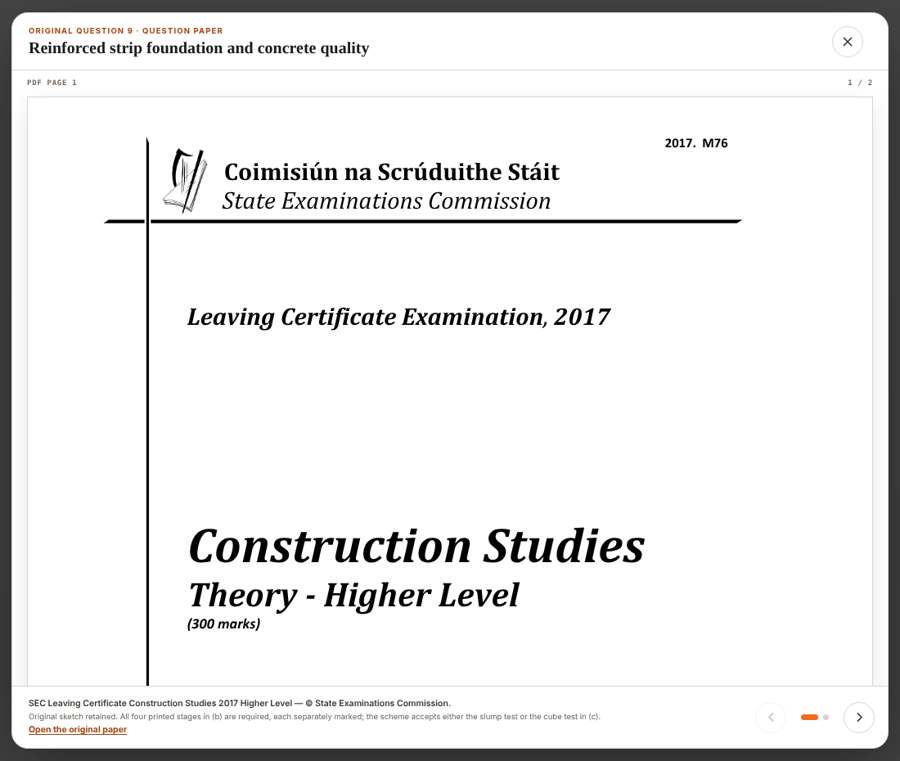 ORIGINAL QUESTION 9 · QUESTION PAPER
Reinforced strip foundation and concrete quality
PDF PAGE 1
1 / 2
2017. M76
Coimisiún na Scrúduithe Stáit
State Examinations Commission
Leaving Certificate Examination, 2017
Construction Studies
Theory - Higher Level
(300 marks)
SEC Leaving Certificate Construction Studies 2017 Higher Level — © State Examinations Commission.
Original sketch retained. All four printed stages in (b) are required, each separately marked; the scheme accepts either the slump test or the cube test in (c).
Open the original paper